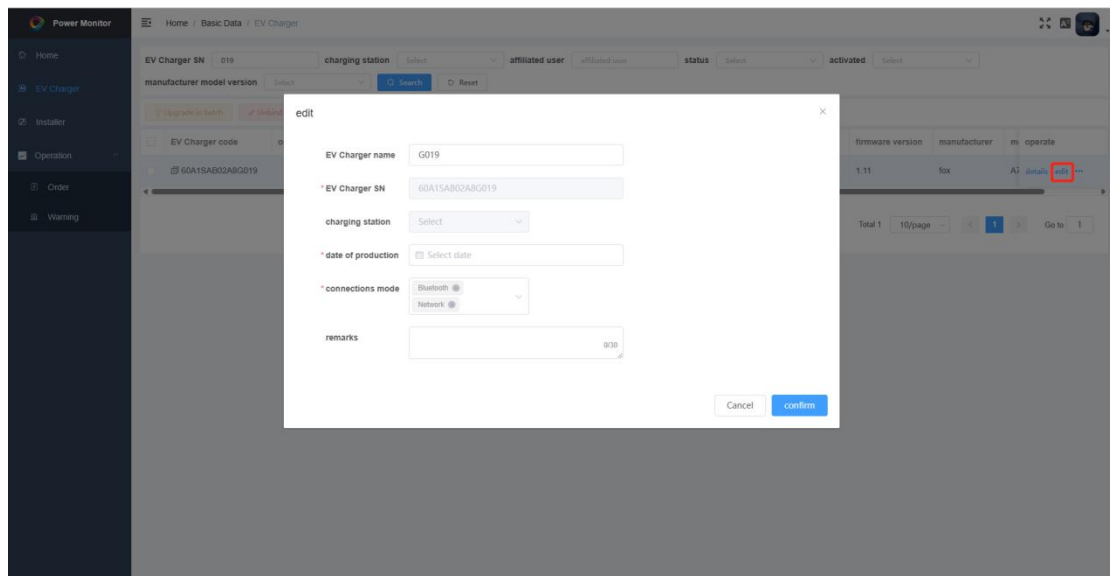 Power Monitor
Home / Basic Data / EV Charger
Home
EV Charger
Installer
Operation
Order
Warning
EV Charger SN 019 charging station Select affiliated user affiliated user status Select activated Select
manufacturer model version Select Search Reset
Upgrade in batch Unbind
EV Charger code firmware version manufacturer operate
60A1SAB02A8G019 1.11 fox details edit ···
Total 1 10/page < 1 > Go to 1
edit
EV Charger name G019
* EV Charger SN 60A1SAB02A8G019
charging station Select
* date of production Select date
* connections mode Bluetooth
Network
remarks 0/30
Cancel confirm